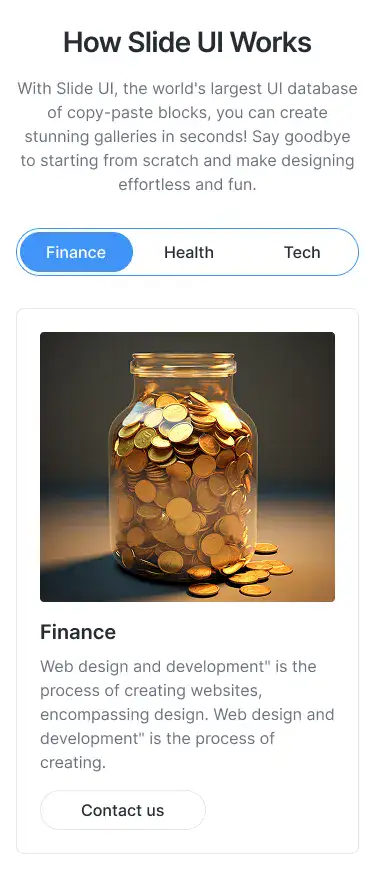 How Slide UI Works
With Slide UI, the world's largest UI database
of copy-paste blocks, you can create
stunning galleries in seconds! Say goodbye
to starting from scratch and make designing
effortless and fun.
Finance Health Tech
Finance
Web design and development" is the
process of creating websites,
encompassing design. Web design and
development" is the process of
creating.
Contact us